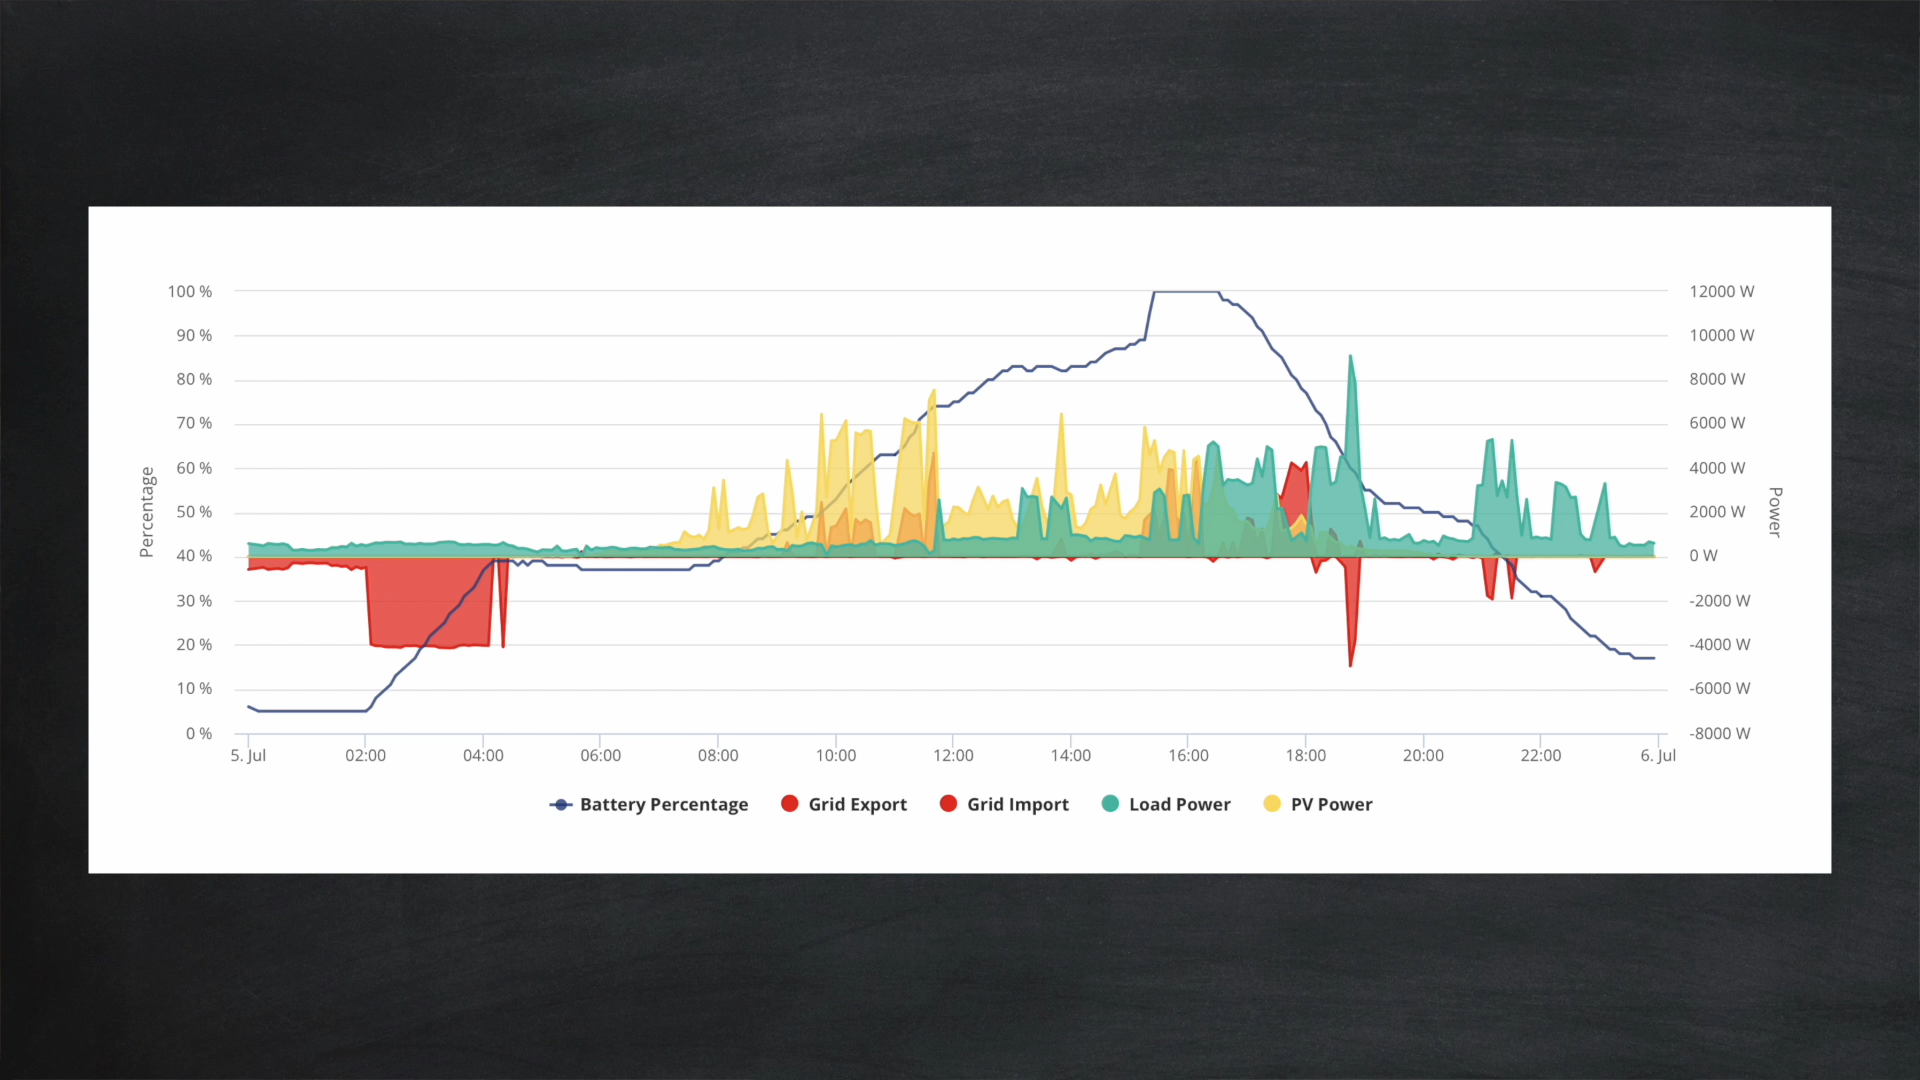 100 %
90 %
80 %
70 %
60 %
50 %
40 %
30 %
20 %
10 %
0 %
Percentage
12000 W
10000 W
8000 W
6000 W
4000 W
2000 W
0 W
-2000 W
-4000 W
-6000 W
-8000 W
Power
5. Jul 02:00 04:00 06:00 08:00 10:00 12:00 14:00 16:00 18:00 20:00 22:00 6. Jul
Battery Percentage Grid Export Grid Import Load Power PV Power